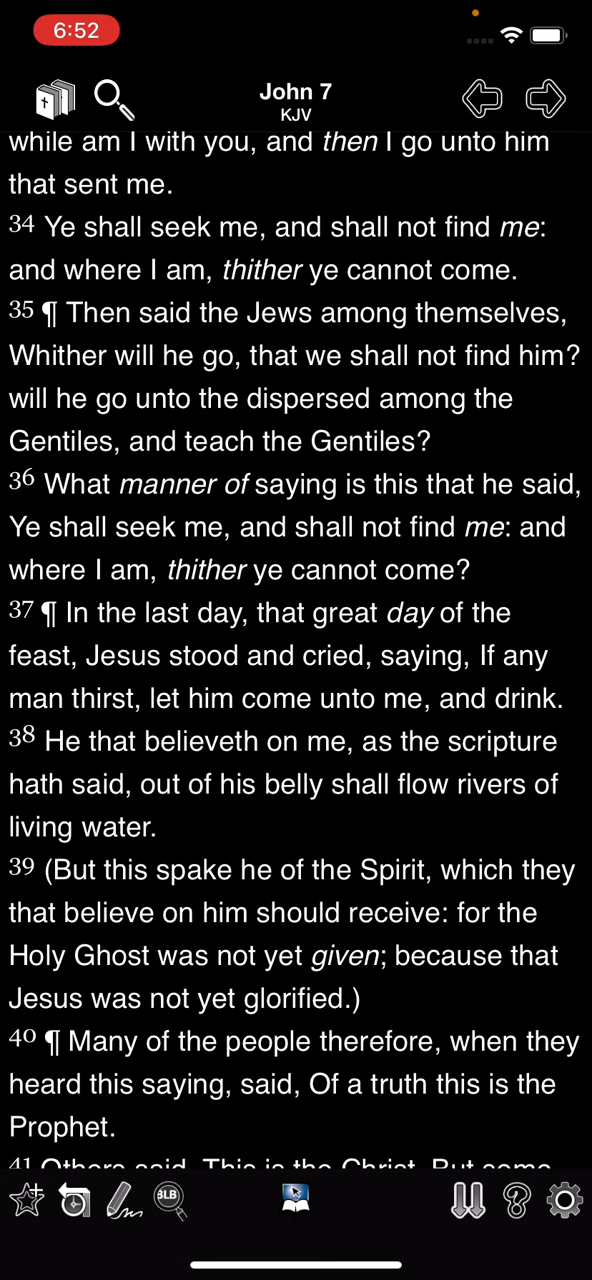 6:52
John 7
KJV
while am I with you, and then I go unto him
that sent me.
34 Ye shall seek me, and shall not find me:
and where I am, thither ye cannot come.
35 ¶ Then said the Jews among themselves,
Whither will he go, that we shall not find him?
will he go unto the dispersed among the
Gentiles, and teach the Gentiles?
36 What manner of saying is this that he said,
Ye shall seek me, and shall not find me: and
where I am, thither ye cannot come?
37 ¶ In the last day, that great day of the
feast, Jesus stood and cried, saying, If any
man thirst, let him come unto me, and drink.
38 He that believeth on me, as the scripture
hath said, out of his belly shall flow rivers of
living water.
39 (But this spake he of the Spirit, which they
that believe on him should receive: for the
Holy Ghost was not yet given; because that
Jesus was not yet glorified.)
40 ¶ Many of the people therefore, when they
heard this saying, said, Of a truth this is the
Prophet.
41 Others said, This is the Christ. But some
BLB